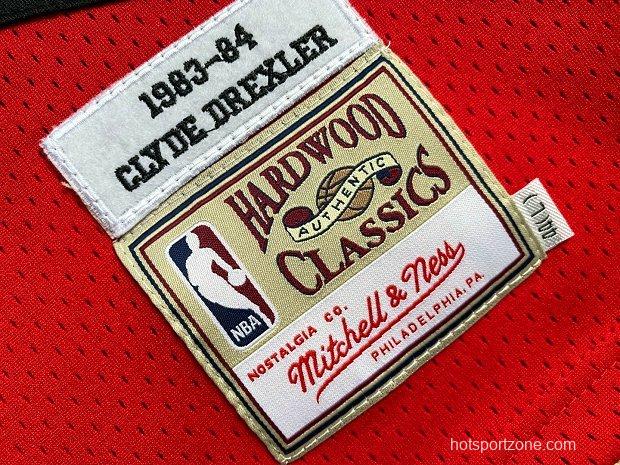 1983-84
CLYDE DREXLER
HARDWOOD
AUTHENTIC
CLASSICS
NBA
NOSTALGIA CO.
Mitchell & Ness
PHILADELPHIA, PA.
hotsportzone.com